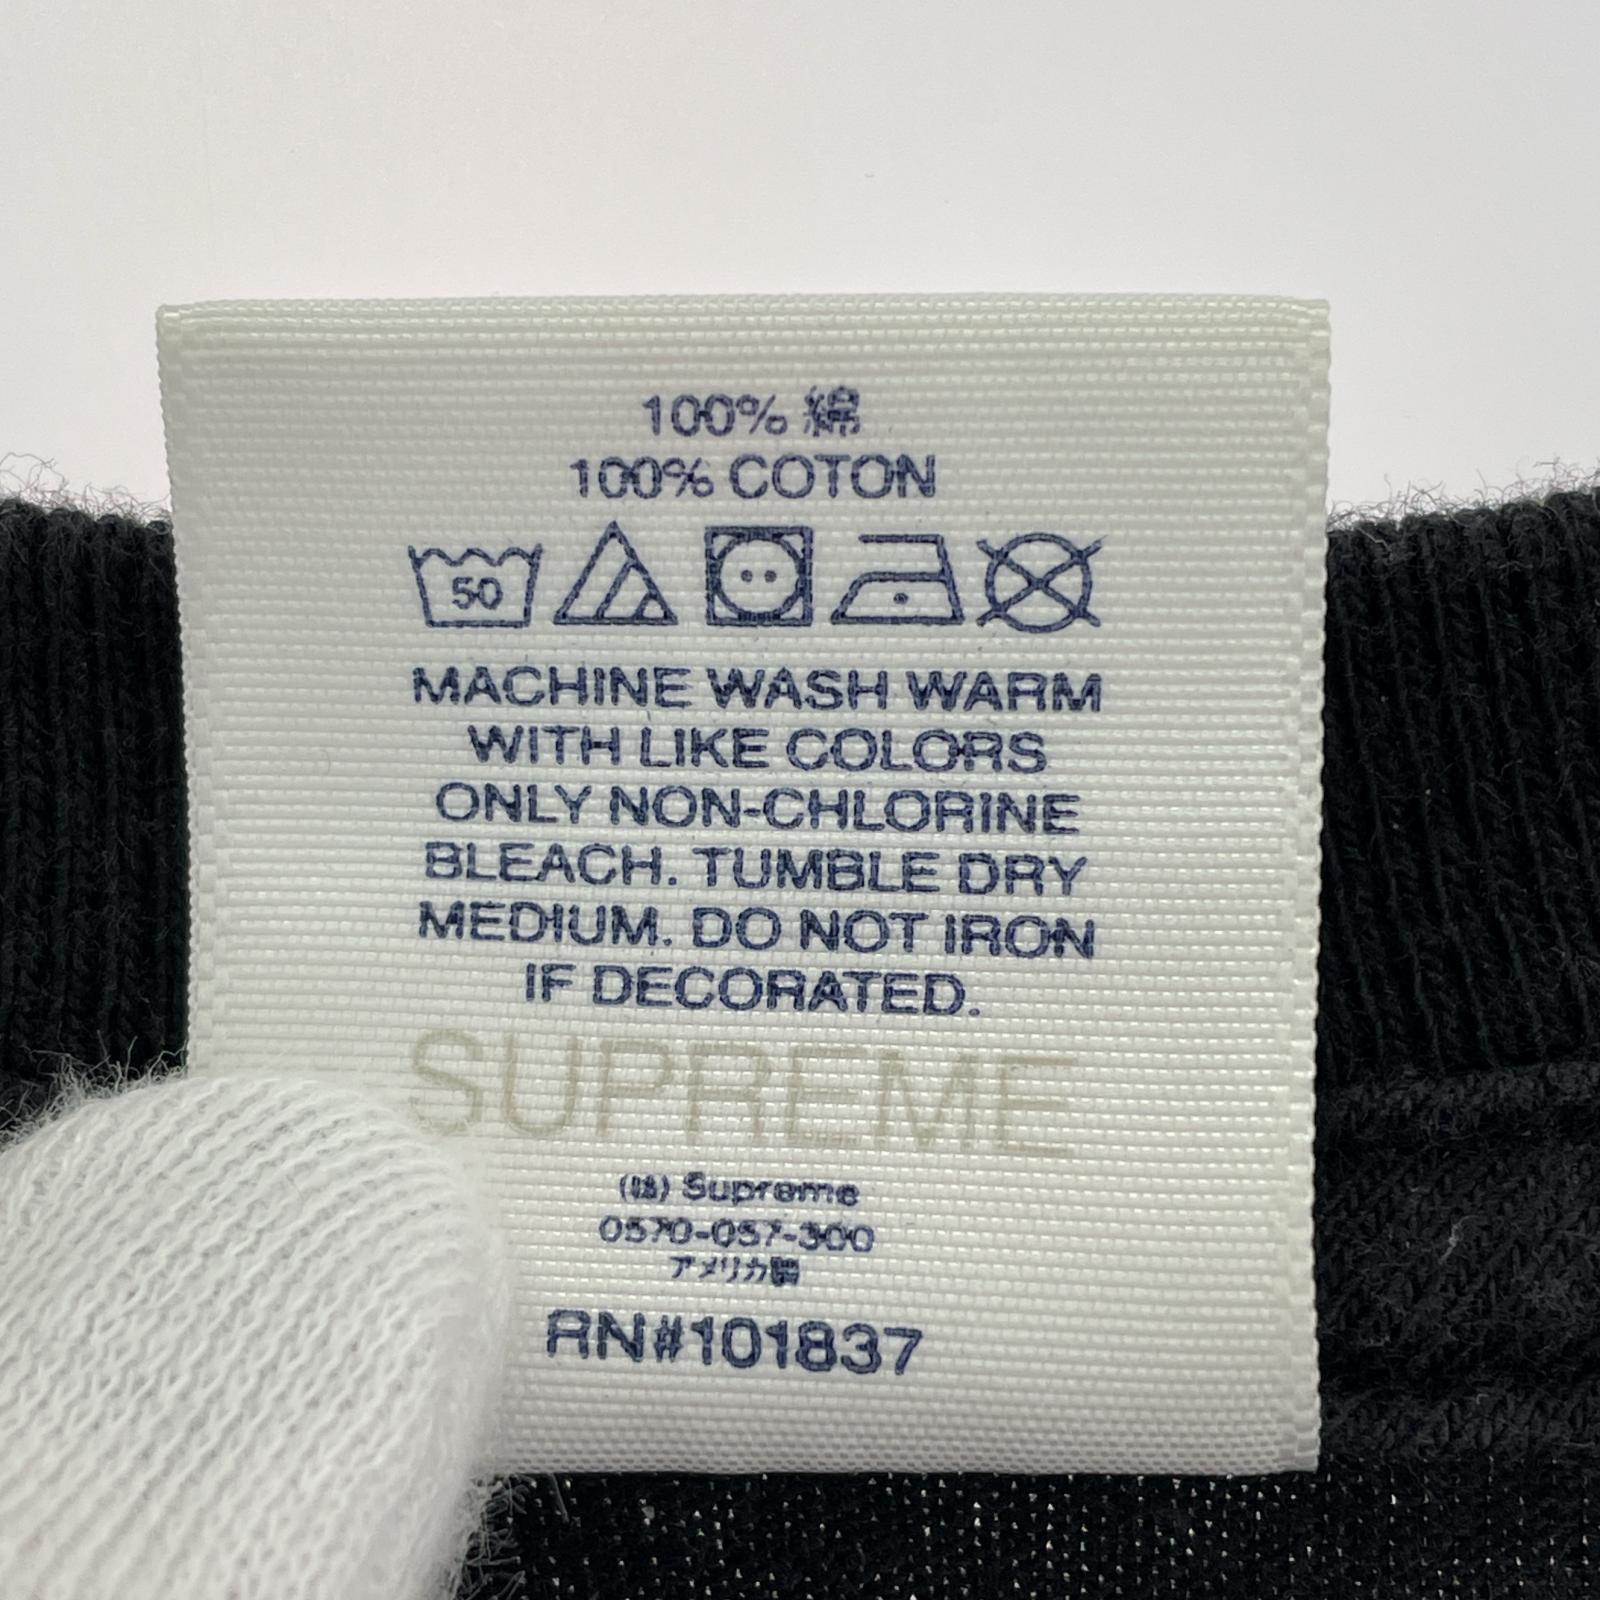 100% 綿
100% COTON
50
MACHINE WASH WARM
WITH LIKE COLORS
ONLY NON-CHLORINE
BLEACH. TUMBLE DRY
MEDIUM. DO NOT IRON
IF DECORATED.
SUPREME
(株) Supreme
0570-057-300
アメリカ製
RN#101837